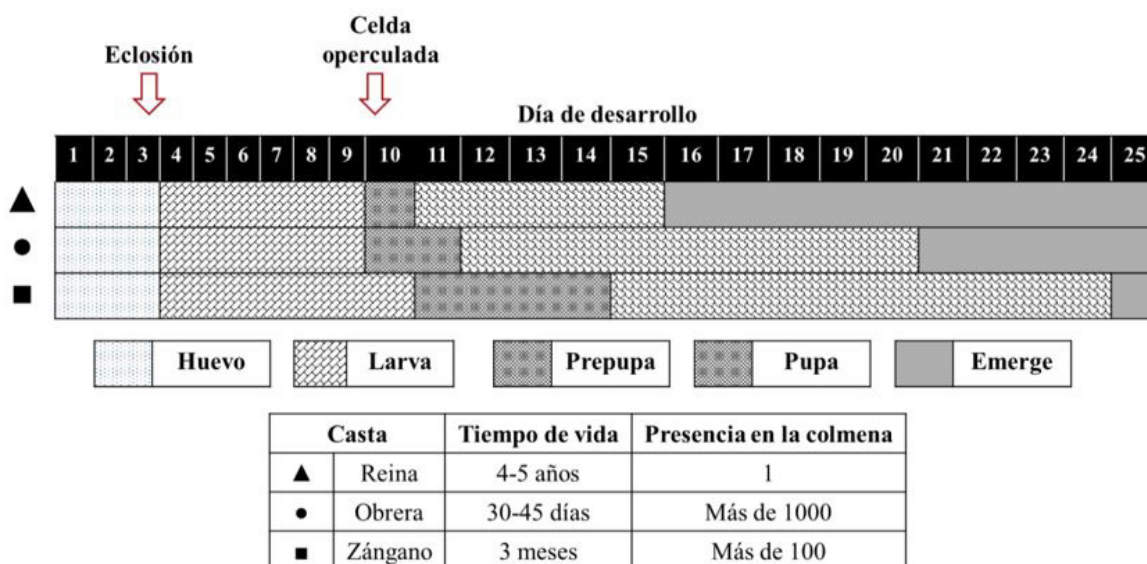 Eclosión
Celda
operculada
Día de desarrollo
1 2 3 4 5 6 7 8 9 10 11 12 13 14 15 16 17 18 19 20 21 22 23 24 25
Huevo Larva Prepupa Pupa Emerge
Casta Tiempo de vida Presencia en la colmena
Reina 4-5 años 1
Obrera 30-45 días Más de 1000
Zángano 3 meses Más de 100